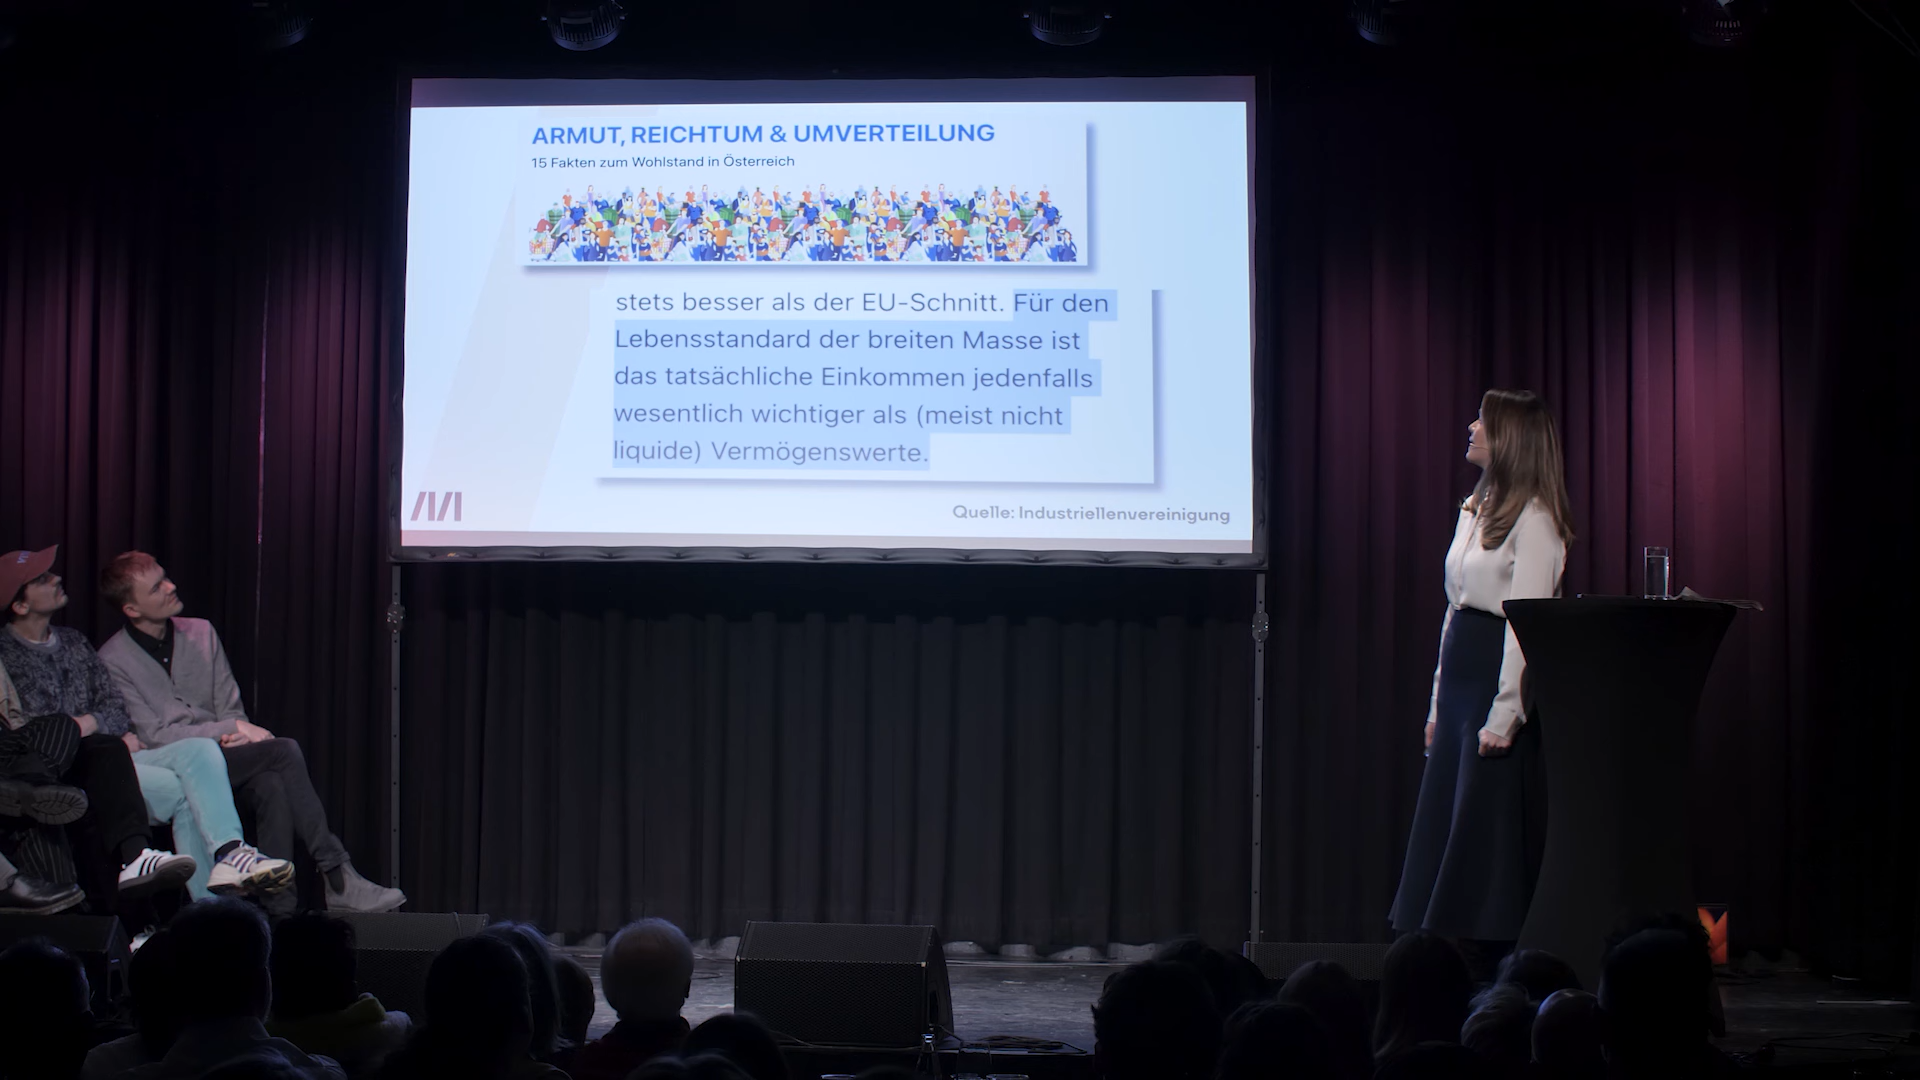 ARMUT, REICHTUM & UMVERTEILUNG
15 Fakten zum Wohlstand in Österreich
stets besser als der EU-Schnitt. Für den
Lebensstandard der breiten Masse ist
das tatsächliche Einkommen jedenfalls
wesentlich wichtiger als (meist nicht
liquide) Vermögenswerte.
Quelle: Industriellenvereinigung